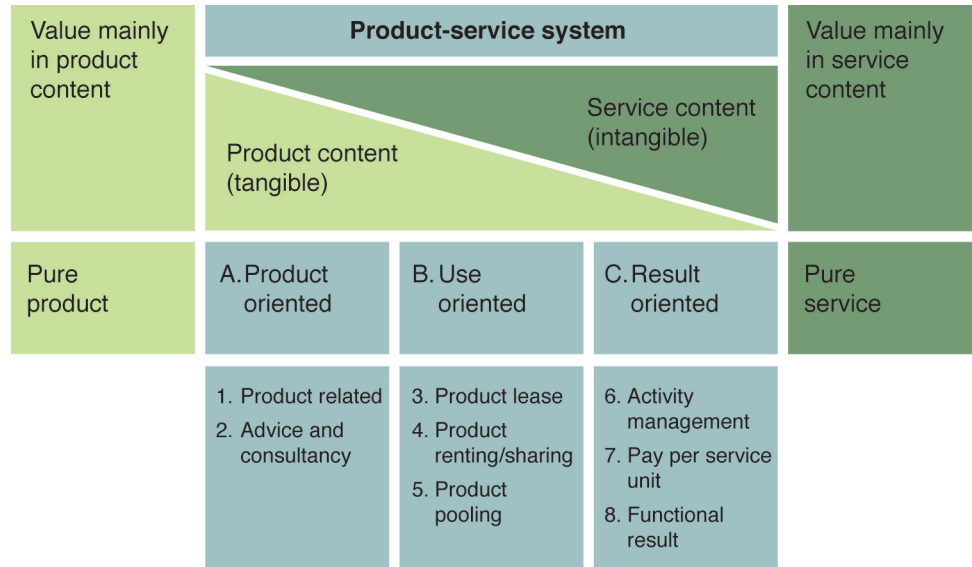 Value mainly
in product
content
Product-service system
Value mainly
in service
content
Service content
(intangible)
Product content
(tangible)
Pure
product
A. Product
oriented
B. Use
oriented
C. Result
oriented
Pure
service
1. Product related
2. Advice and
consultancy
3. Product lease
4. Product
renting/sharing
5. Product
pooling
6. Activity
management
7. Pay per service
unit
8. Functional
result